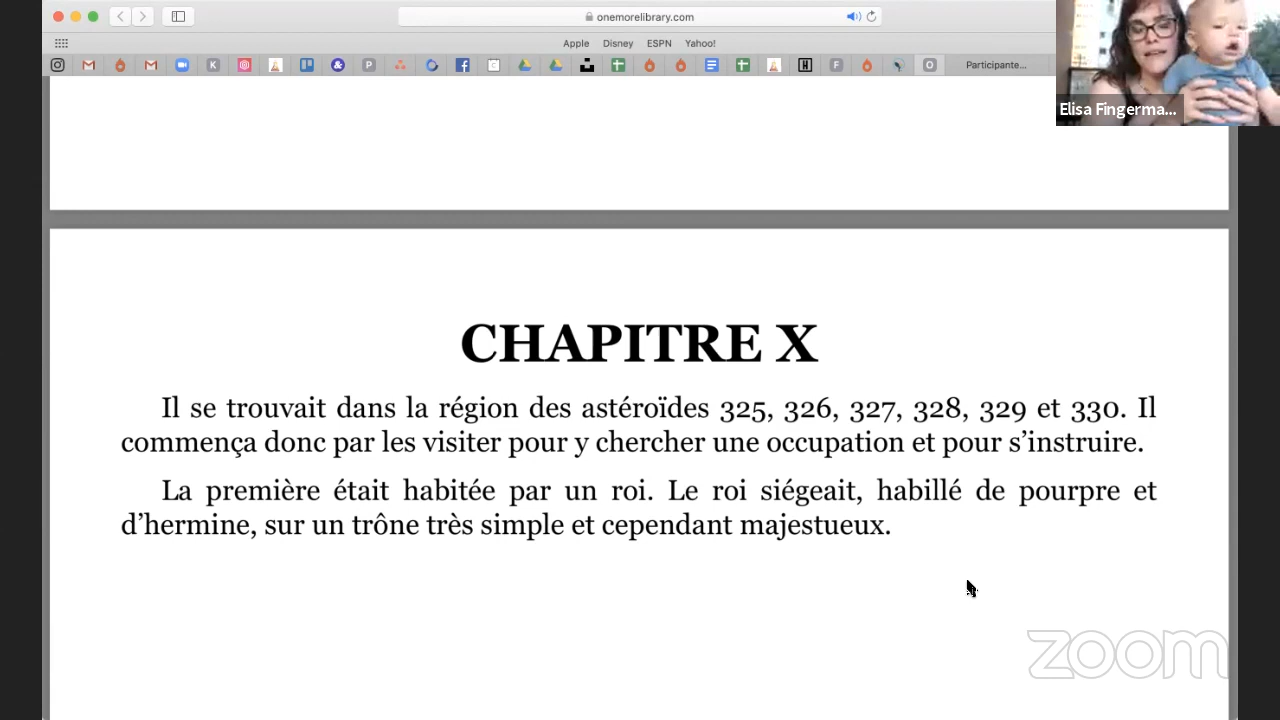 onemorelibrary.com
Apple Disney ESPN Yahoo!
K P C F O Participante...
Elisa Fingerma...
CHAPITRE X
Il se trouvait dans la région des astéroïdes 325, 326, 327, 328, 329 et 330. Il
commença donc par les visiter pour y chercher une occupation et pour s’instruire.
La première était habitée par un roi. Le roi siégeait, habillé de pourpre et
d’hermine, sur un trône très simple et cependant majestueux.
zoom